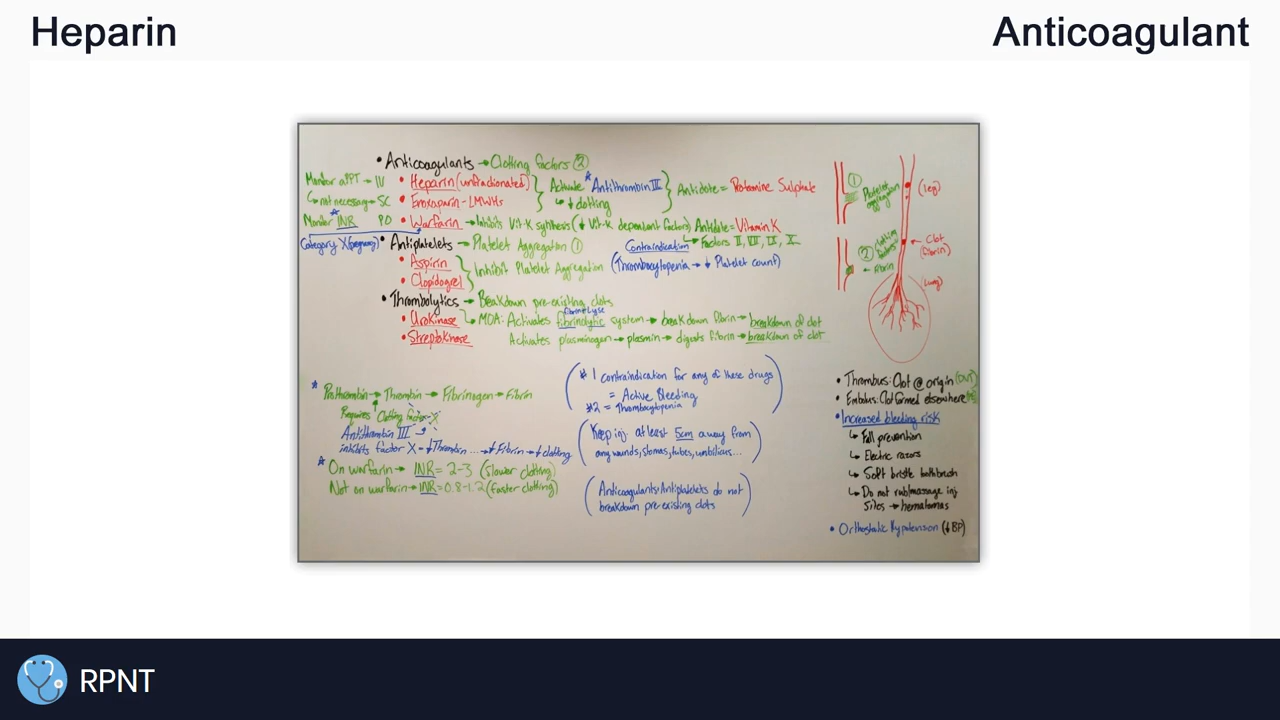 Heparin
Anticoagulant
• Anticoagulants → Clotting factors ②
Monitor aPTT → IV
• Heparin (unfractionated)
↳ not necessary → SC
• Enoxaparin - LMWHs
Activate Antithrombin III
↳ ↓ clotting
Antidote = Protamine Sulphate
Monitor INR PO
• Warfarin → Inhibits Vit-K synthesis (↓ Vit-K dependant factors) Antidote = Vitamin K
↳ Factors II, VII, IX, X
Category X (pregnancy)
• Antiplatelets → Platelet Aggregation ①
• Aspirin
• Clopidogrel
Inhibit Platelet Aggregation
Contraindication
(Thrombocytopenia → ↓ Platelet count)
• Thrombolytics → Breakdown pre-existing clots
• Urokinase
• Streptokinase
MOA: Activates fibrinolytic system → breakdown fibrin → breakdown of clot
Activates plasminogen → plasmin → digests fibrin → breakdown of clot
①
Platelet
aggregation
② Clotting
factors
← Fibrin
(leg)
← Clot
(fibrin)
(lung)
* Prothrombin → Thrombin → Fibrinogen → Fibrin
Requires Clotting factor X
Antithrombin III
inhibits factor X → ↓Thrombin ... → ↓Fibrin → ↓clotting
* On warfarin → INR = 2-3 (slower clotting)
Not on warfarin → INR = 0.8-1.2 (faster clotting)
(#1 contraindication for any of these drugs
= Active Bleeding
#2 = Thrombocytopenia)
(Keep inj. at least 5cm away from
any wounds, stomas, tubes, umbilicus...)
(Anticoagulants/Antiplatelets do not
breakdown pre-existing clots)
• Thrombus: Clot @ origin (DVT)
• Embolus: Clot formed elsewhere
• Increased bleeding risk
↳ Fall prevention
↳ Electric razors
↳ Soft bristle toothbrush
↳ Do not rub/massage inj
Sites → hematomas
• Orthostatic Hypotension (↓BP)
RPNT